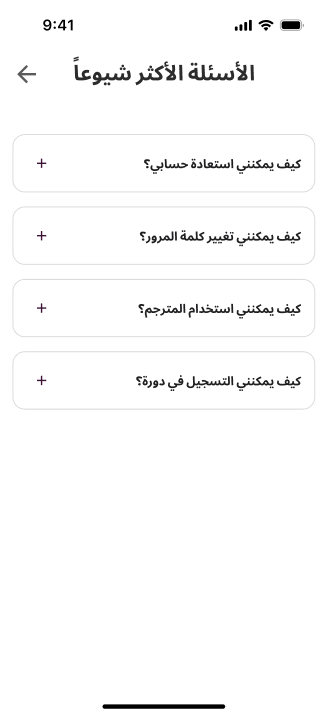 9:41
الأسئلة الأكثر شيوعاً
كيف يمكنني استعادة حسابي؟
كيف يمكنني تغيير كلمة المرور؟
كيف يمكنني استخدام المترجم؟
كيف يمكنني التسجيل في دورة؟